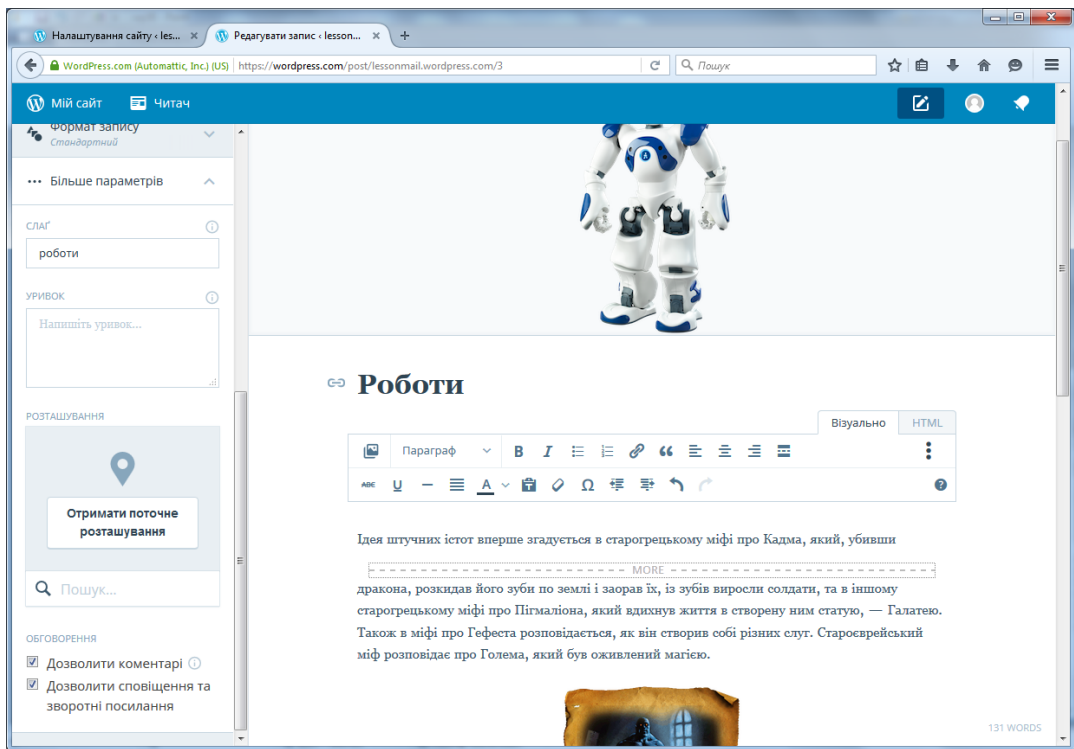 Налаштування сайту ‹ les... ×
Редагувати запис ‹ lesson... ×
+
WordPress.com (Automattic, Inc.) (US)
https://wordpress.com/post/lessonmail.wordpress.com/3
Пошук
Мій сайт
Читач
Формат запису
Стандартний
Більше параметрів
СЛАҐ
роботи
УРИВОК
Напишіть уривок...
РОЗТАШУВАННЯ
Отримати поточне
розташування
Пошук...
ОБГОВОРЕННЯ
Дозволити коментарі
Дозволити сповіщення та
зворотні посилання
Роботи
Візуально
HTML
Параграф
B I
ABE U A Ω
Ідея штучних істот вперше згадується в старогрецькому міфі про Кадма, який, убивши
MORE
дракона, розкидав його зуби по землі і заорав їх, із зубів виросли солдати, та в іншому
старогрецькому міфі про Пігмаліона, який вдихнув життя в створену ним статую, — Галатею.
Також в міфі про Гефеста розповідається, як він створив собі різних слуг. Староєврейський
міф розповідає про Голема, який був оживлений магією.
131 WORDS